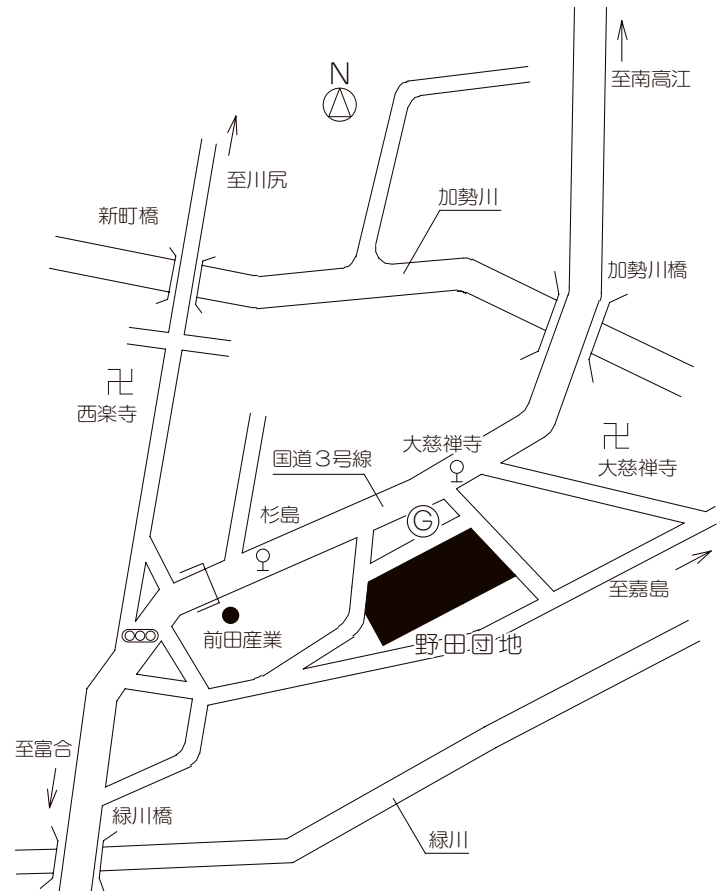 N
至南高江
至川尻
加勢川
新町橋
加勢川橋
卍
西楽寺
大慈禅寺
卍
国道3号線
大慈禅寺
杉島
G
至嘉島
前田産業
野田団地
至富合
緑川橋
緑川